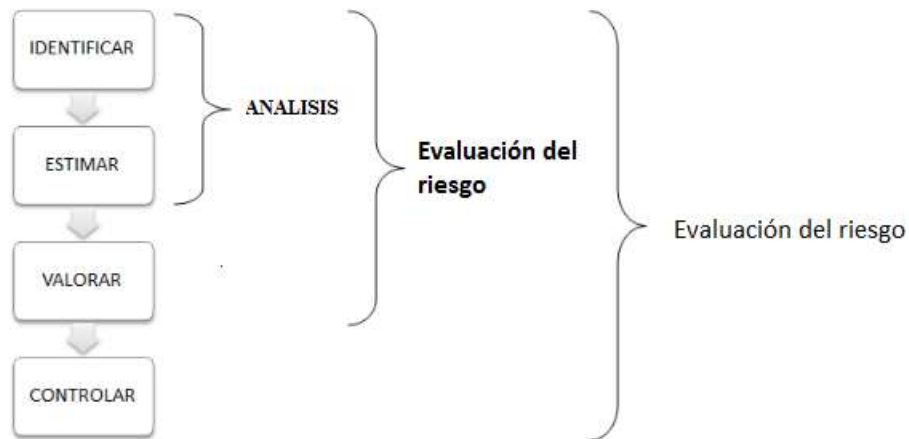 IDENTIFICAR
ANALISIS
ESTIMAR
Evaluación del
riesgo
Evaluación del riesgo
VALORAR
CONTROLAR